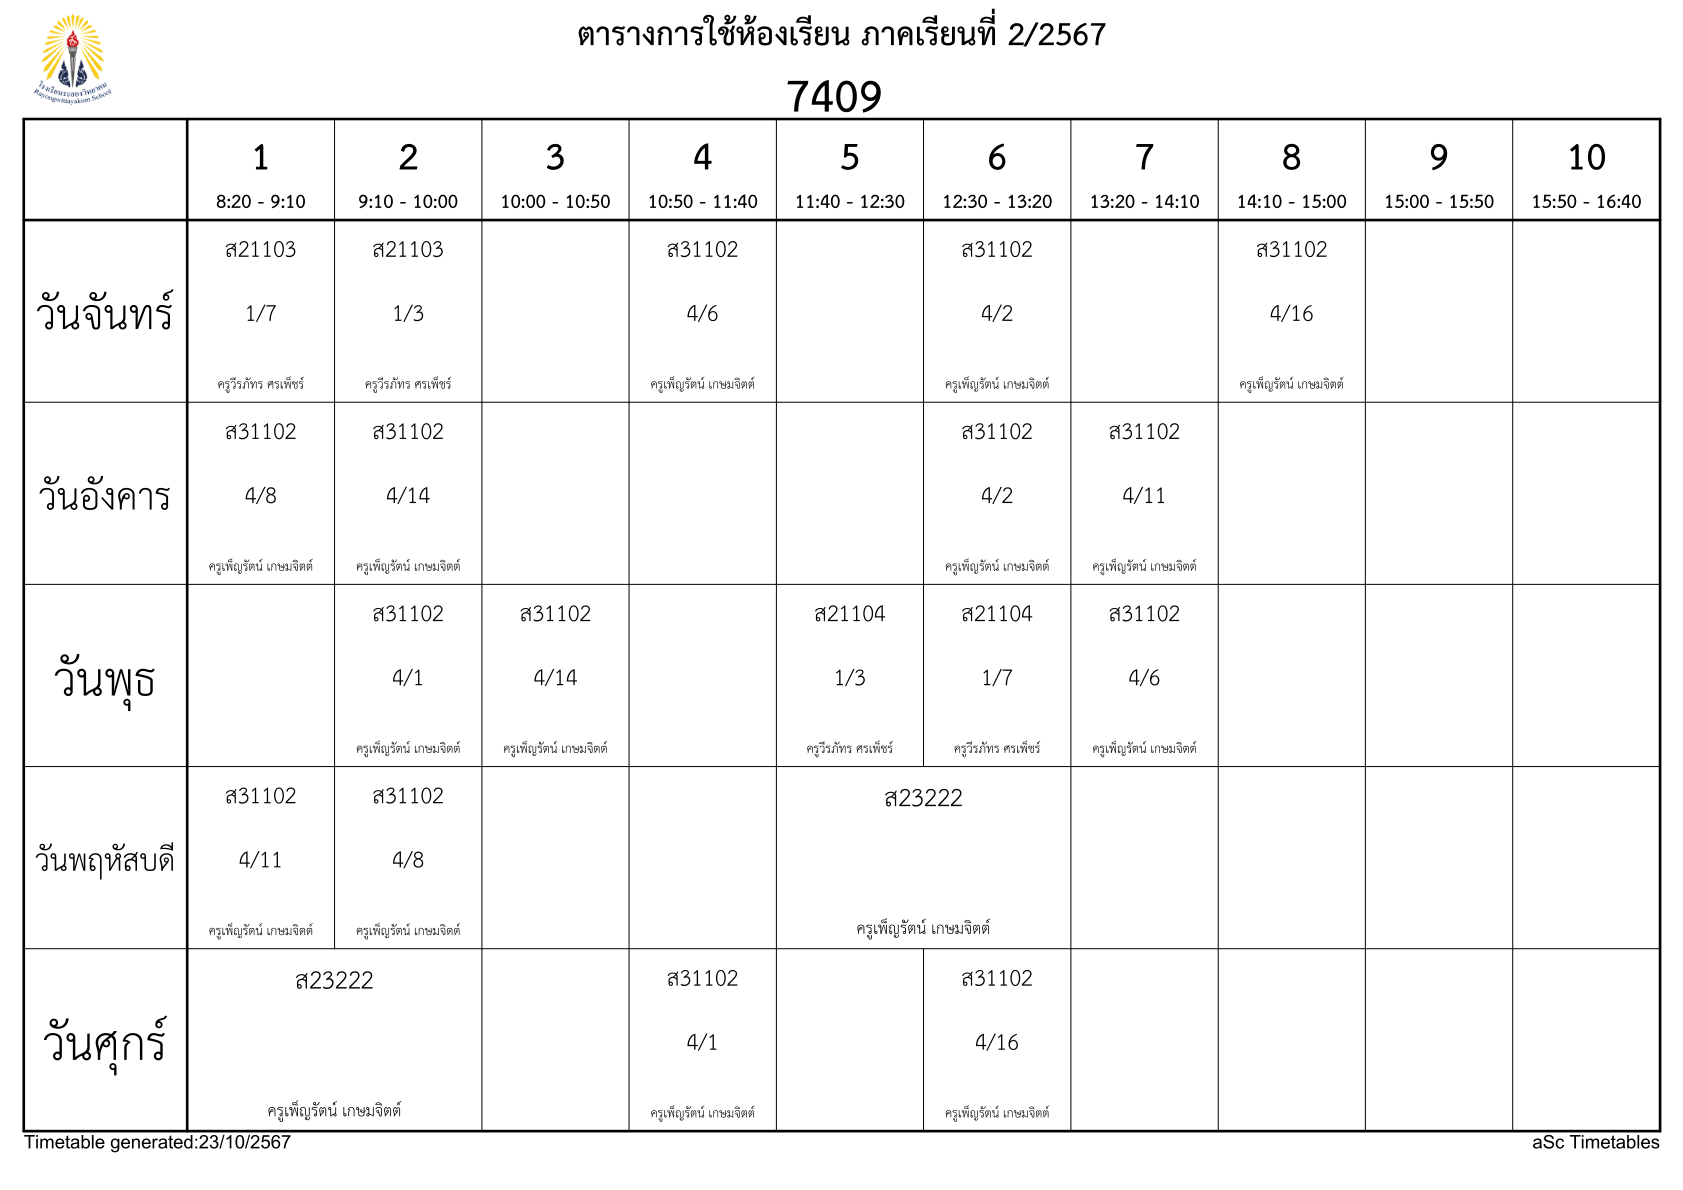 โรงเรียนระยองวิทยาคม
Rayongwittayakom School
ตารางการใช้ห้องเรียน ภาคเรียนที่ 2/2567
7409
1 2 3 4 5 6 7 8 9 10
8:20 - 9:10 9:10 - 10:00 10:00 - 10:50 10:50 - 11:40 11:40 - 12:30 12:30 - 13:20 13:20 - 14:10 14:10 - 15:00 15:00 - 15:50 15:50 - 16:40
ส21103 ส21103 ส31102 ส31102 ส31102
วันจันทร์ 1/7 1/3 4/6 4/2 4/16
ครูวีรภัทร ศรเพ็ชร์ ครูวีรภัทร ศรเพ็ชร์ ครูเพ็ญรัตน์ เกษมจิตต์ ครูเพ็ญรัตน์ เกษมจิตต์ ครูเพ็ญรัตน์ เกษมจิตต์
ส31102 ส31102 ส31102 ส31102
วันอังคาร 4/8 4/14 4/2 4/11
ครูเพ็ญรัตน์ เกษมจิตต์ ครูเพ็ญรัตน์ เกษมจิตต์ ครูเพ็ญรัตน์ เกษมจิตต์ ครูเพ็ญรัตน์ เกษมจิตต์
ส31102 ส31102 ส21104 ส21104 ส31102
วันพุธ 4/1 4/14 1/3 1/7 4/6
ครูเพ็ญรัตน์ เกษมจิตต์ ครูเพ็ญรัตน์ เกษมจิตต์ ครูวีรภัทร ศรเพ็ชร์ ครูวีรภัทร ศรเพ็ชร์ ครูเพ็ญรัตน์ เกษมจิตต์
ส31102 ส31102 ส23222
วันพฤหัสบดี 4/11 4/8
ครูเพ็ญรัตน์ เกษมจิตต์ ครูเพ็ญรัตน์ เกษมจิตต์ ครูเพ็ญรัตน์ เกษมจิตต์
ส23222 ส31102 ส31102
วันศุกร์ 4/1 4/16
ครูเพ็ญรัตน์ เกษมจิตต์ ครูเพ็ญรัตน์ เกษมจิตต์ ครูเพ็ญรัตน์ เกษมจิตต์
Timetable generated:23/10/2567 aSc Timetables